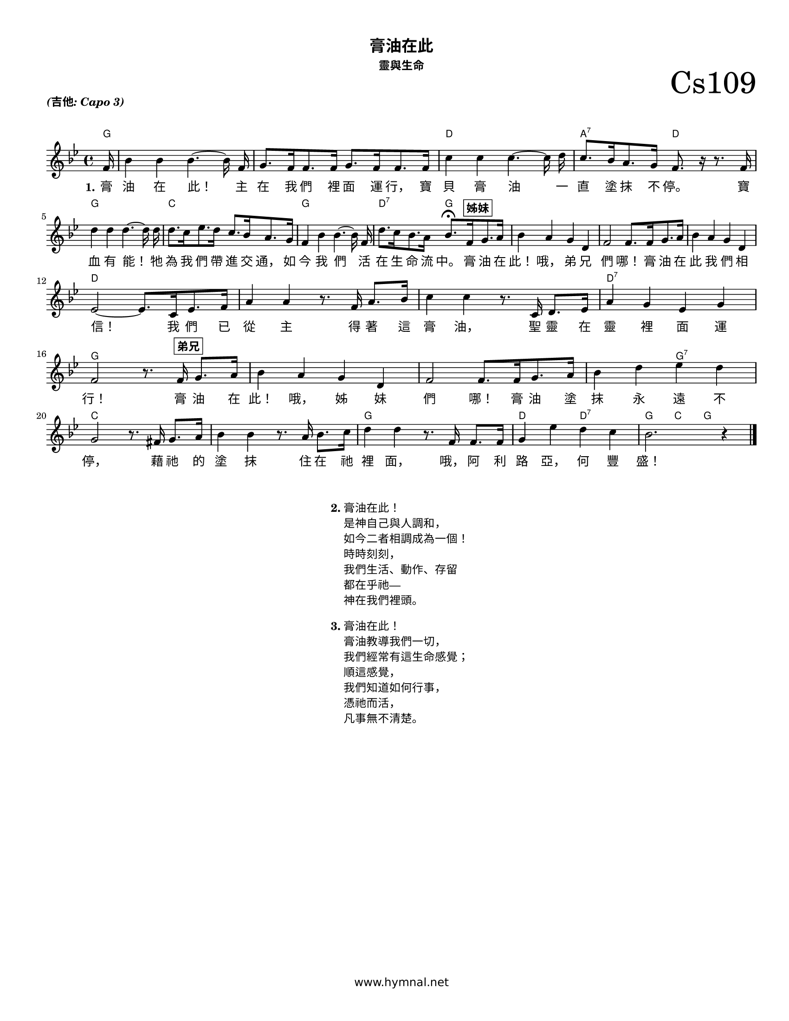 膏油在此
靈與生命
Cs109
(吉他: Capo 3)
G D A7 D
1. 膏 油 在 此！ 主 在 我 們 裡 面 運 行， 寶 貝 膏 油 一 直 塗 抹 不 停。 寶
5 G C G D7 G 姊妹
血 有 能！牠 為 我 們 帶 進 交 通，如 今 我 們 活 在 生 命 流 中。膏 油 在 此！哦，弟 兄 們 哪！膏 油 在 此 我 們 相
12 D D7
信！ 我 們 已 從 主 得 著 這 膏 油， 聖 靈 在 靈 裡 面 運
16 G 弟兄 G7
行！ 膏 油 在 此！哦， 姊 妹 們 哪！膏 油 塗 抹 永 遠 不
20 C G D D7 G C G
停， 藉 祂 的 塗 抹 住 在 祂 裡 面， 哦，阿 利 路 亞，何 豐 盛！
2. 膏油在此！
是神自己與人調和，
如今二者相調成為一個！
時時刻刻，
我們生活、動作、存留
都在乎祂—
神在我們裡頭。
3. 膏油在此！
膏油教導我們一切，
我們經常有這生命感覺；
順這感覺，
我們知道如何行事，
憑祂而活，
凡事無不清楚。
www.hymnal.net